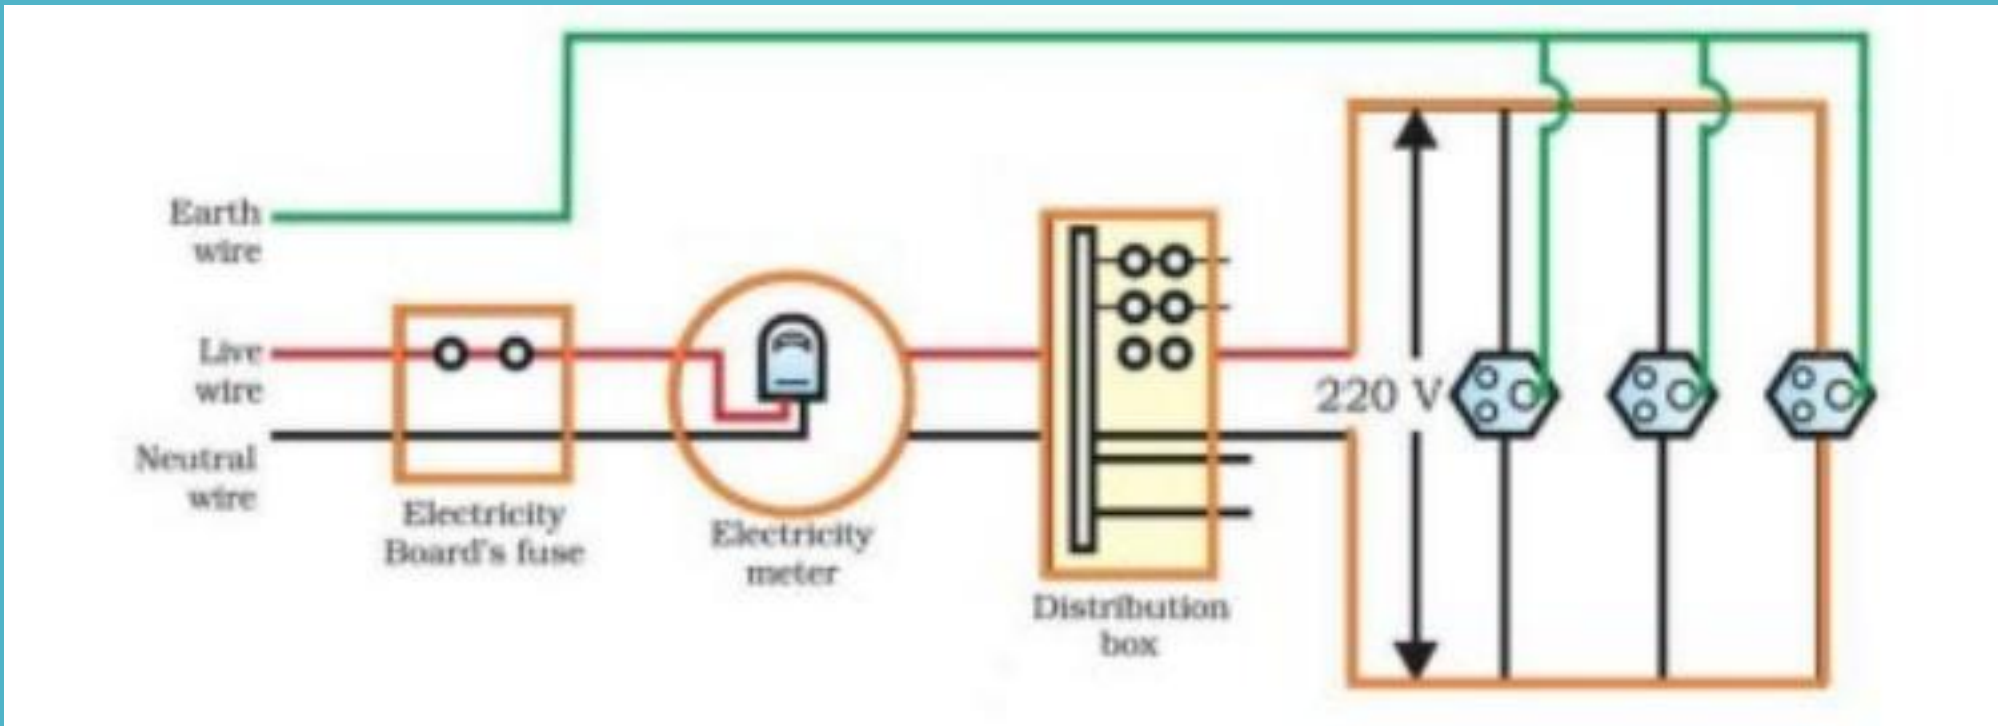 Earth
wire
Live
wire
Neutral
wire
Electricity
Board's fuse
Electricity
meter
Distribution
box
220 V